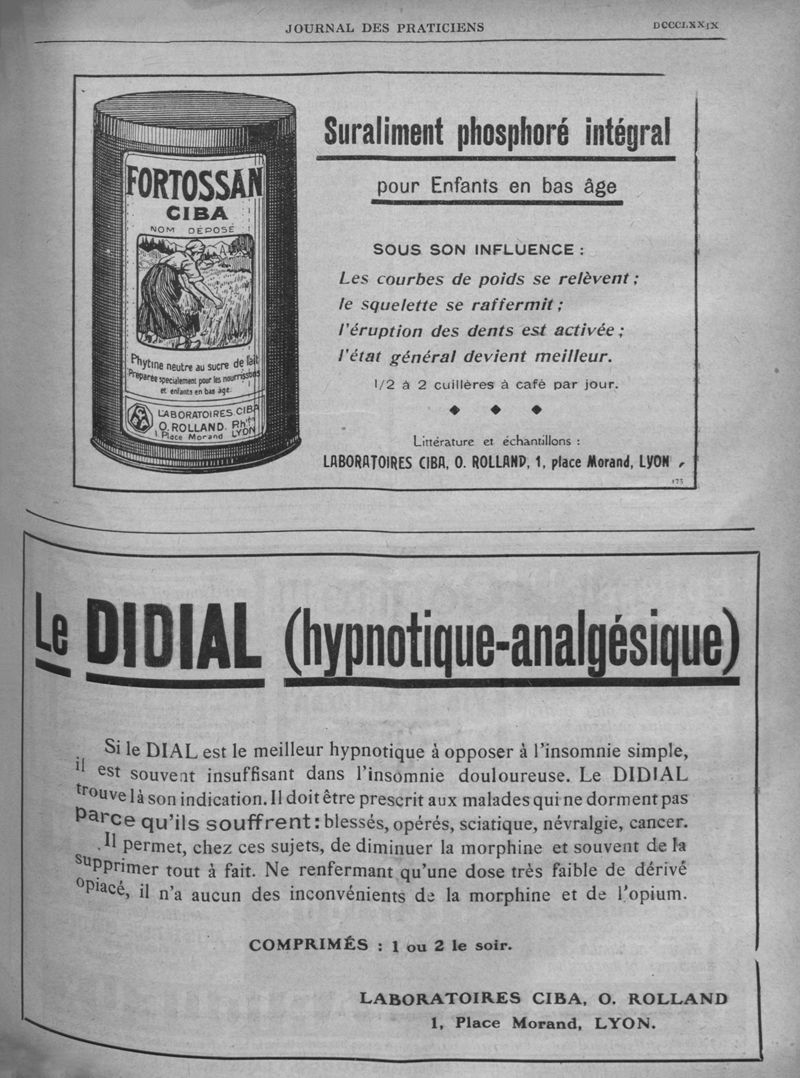 JOURNAL DES PRATICIENS
DCCCLXXIX
FORTOSSAN
CIBA
NOM DÉPOSÉ
Phytine neutre au sucre de lait
Préparée spécialement pour les nourrissons
et enfants en bas âge.
LABORATOIRES CIBA
O. ROLLAND. Phien
1 Place Morand LYON
Suraliment phosphoré intégral
pour Enfants en bas âge
SOUS SON INFLUENCE :
Les courbes de poids se relèvent ;
le squelette se raffermit ;
l'éruption des dents est activée ;
l'état général devient meilleur.
1/2 à 2 cuillères à café par jour.
Littérature et échantillons :
LABORATOIRES CIBA, O. ROLLAND, 1, place Morand, LYON
175
Le DIDIAL (hypnotique-analgésique)
Si le DIAL est le meilleur hypnotique à opposer à l'insomnie simple,
il est souvent insuffisant dans l'insomnie douloureuse. Le DIDIAL
trouve là son indication. Il doit être prescrit aux malades qui ne dorment pas
parce qu'ils souffrent : blessés, opérés, sciatique, névralgie, cancer.
Il permet, chez ces sujets, de diminuer la morphine et souvent de la
supprimer tout à fait. Ne renfermant qu'une dose très faible de dérivé
opiacé, il n'a aucun des inconvénients de la morphine et de l'opium.
COMPRIMÉS : 1 ou 2 le soir.
LABORATOIRES CIBA, O. ROLLAND
1, Place Morand, LYON.